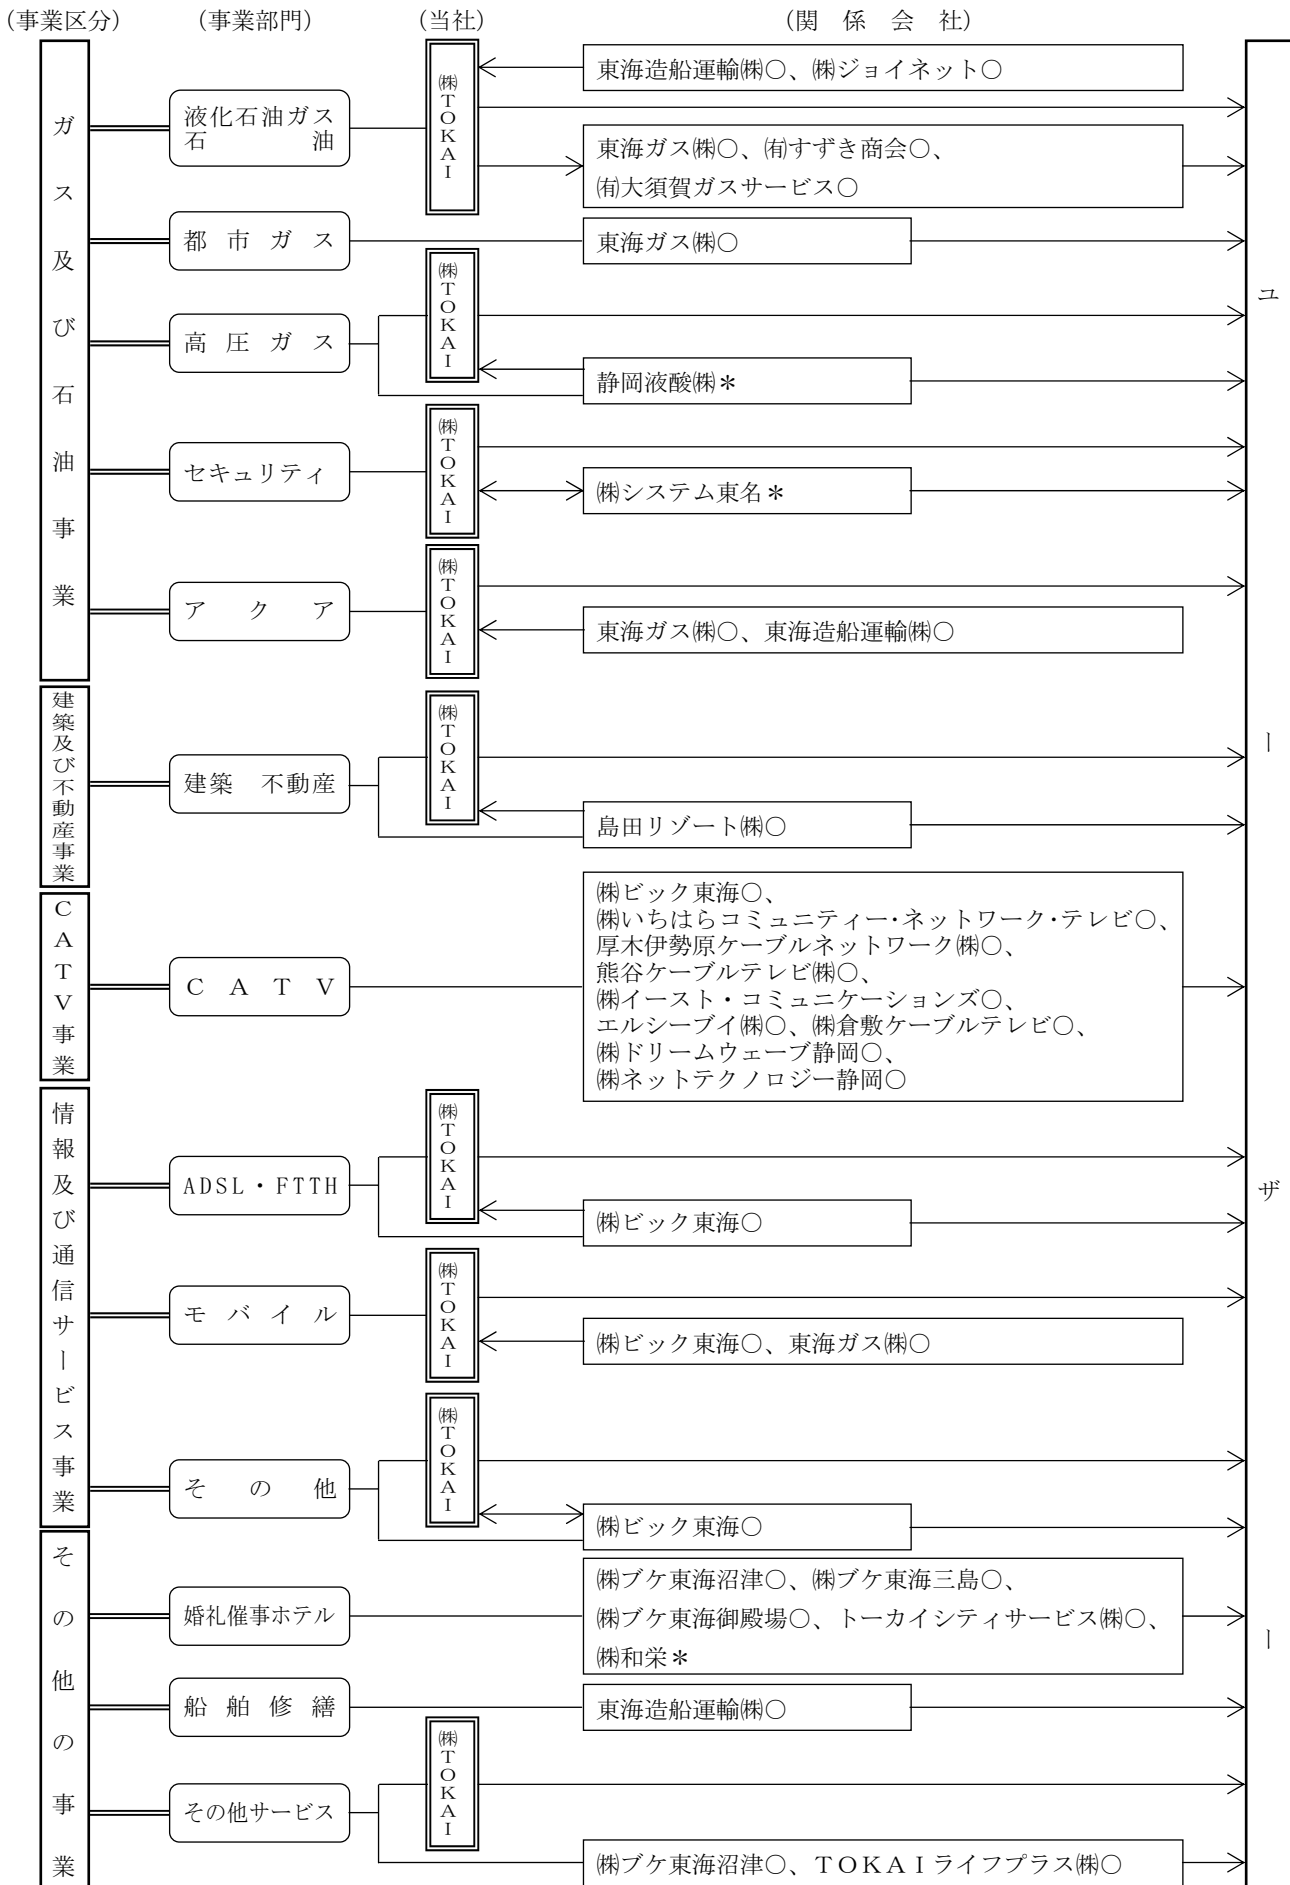 (事業区分) (事業部門) (当社) (関 係 会 社)
ガス及び石油事業
液化石油ガス
石 油
㈱TOKAI
東海造船運輸㈱○、㈱ジョイネット○
東海ガス㈱○、㈲すずき商会○、
㈲大須賀ガスサービス○
都 市 ガ ス
東海ガス㈱○
高 圧 ガ ス
㈱TOKAI
静岡液酸㈱＊
セキュリティ
㈱TOKAI
㈱システム東名＊
ア ク ア
㈱TOKAI
東海ガス㈱○、東海造船運輸㈱○
建築及び不動産事業
建築 不動産
㈱TOKAI
島田リゾート㈱○
CATV事業
C A T V
㈱ビック東海○、
㈱いちはらコミュニティー・ネットワーク・テレビ○、
厚木伊勢原ケーブルネットワーク㈱○、
熊谷ケーブルテレビ㈱○、
㈱イースト・コミュニケーションズ○、
エルシーブイ㈱○、㈱倉敷ケーブルテレビ○、
㈱ドリームウェーブ静岡○、
㈱ネットテクノロジー静岡○
情報及び通信サービス事業
ADSL・FTTH
㈱TOKAI
㈱ビック東海○
モ バ イ ル
㈱TOKAI
㈱ビック東海○、東海ガス㈱○
そ の 他
㈱TOKAI
㈱ビック東海○
その他の事業
婚礼催事ホテル
㈱ブケ東海沼津○、㈱ブケ東海三島○、
㈱ブケ東海御殿場○、トーカイシティサービス㈱○、
㈱和栄＊
船 舶 修 繕
東海造船運輸㈱○
その他サービス
㈱TOKAI
㈱ブケ東海沼津○、TOKAIライフプラス㈱○
ユーザー